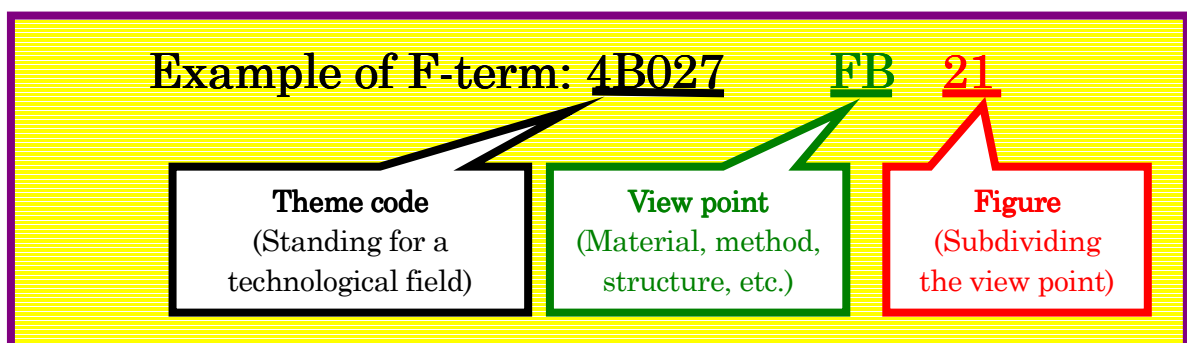 Example of F-term: 4B027 FB 21
Theme code
(Standing for a
technological field)
View point
(Material, method,
structure, etc.)
Figure
(Subdividing
the view point)